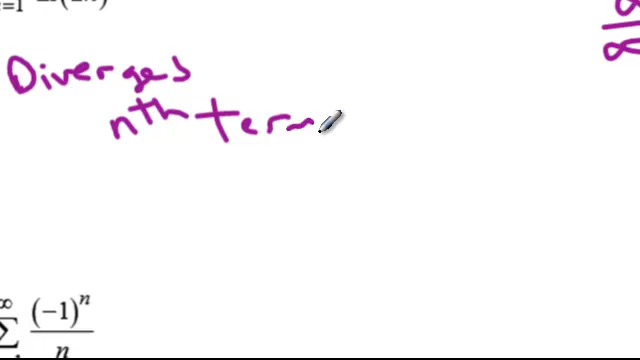 ∞
Diverges
nth term
∞
∞
∑ (-1)^n
n